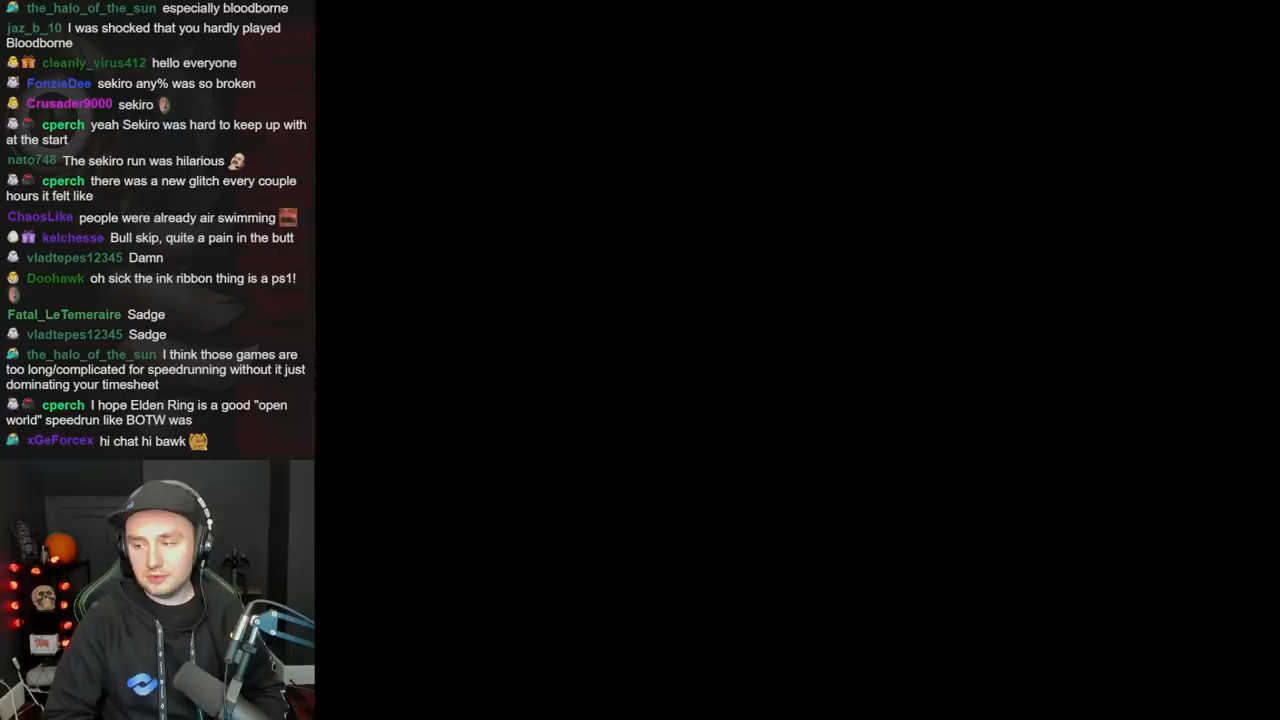 the_halo_of_the_sun especially bloodborne
jaz_b_10 I was shocked that you hardly played
Bloodborne
cleanly_virus412 hello everyone
FonzieDee sekiro any% was so broken
Crusader9000 sekiro
cperch yeah Sekiro was hard to keep up with
at the start
nato748 The sekiro run was hilarious
cperch there was a new glitch every couple
hours it felt like
ChaosLike people were already air swimming
kelchesse Bull skip, quite a pain in the butt
vladtepes12345 Damn
Doohawk oh sick the ink ribbon thing is a ps1!
Fatal_LeTemeraire Sadge
vladtepes12345 Sadge
the_halo_of_the_sun I think those games are
too long/complicated for speedrunning without it just
dominating your timesheet
cperch I hope Elden Ring is a good "open
world" speedrun like BOTW was
xGeForcex hi chat hi bawk